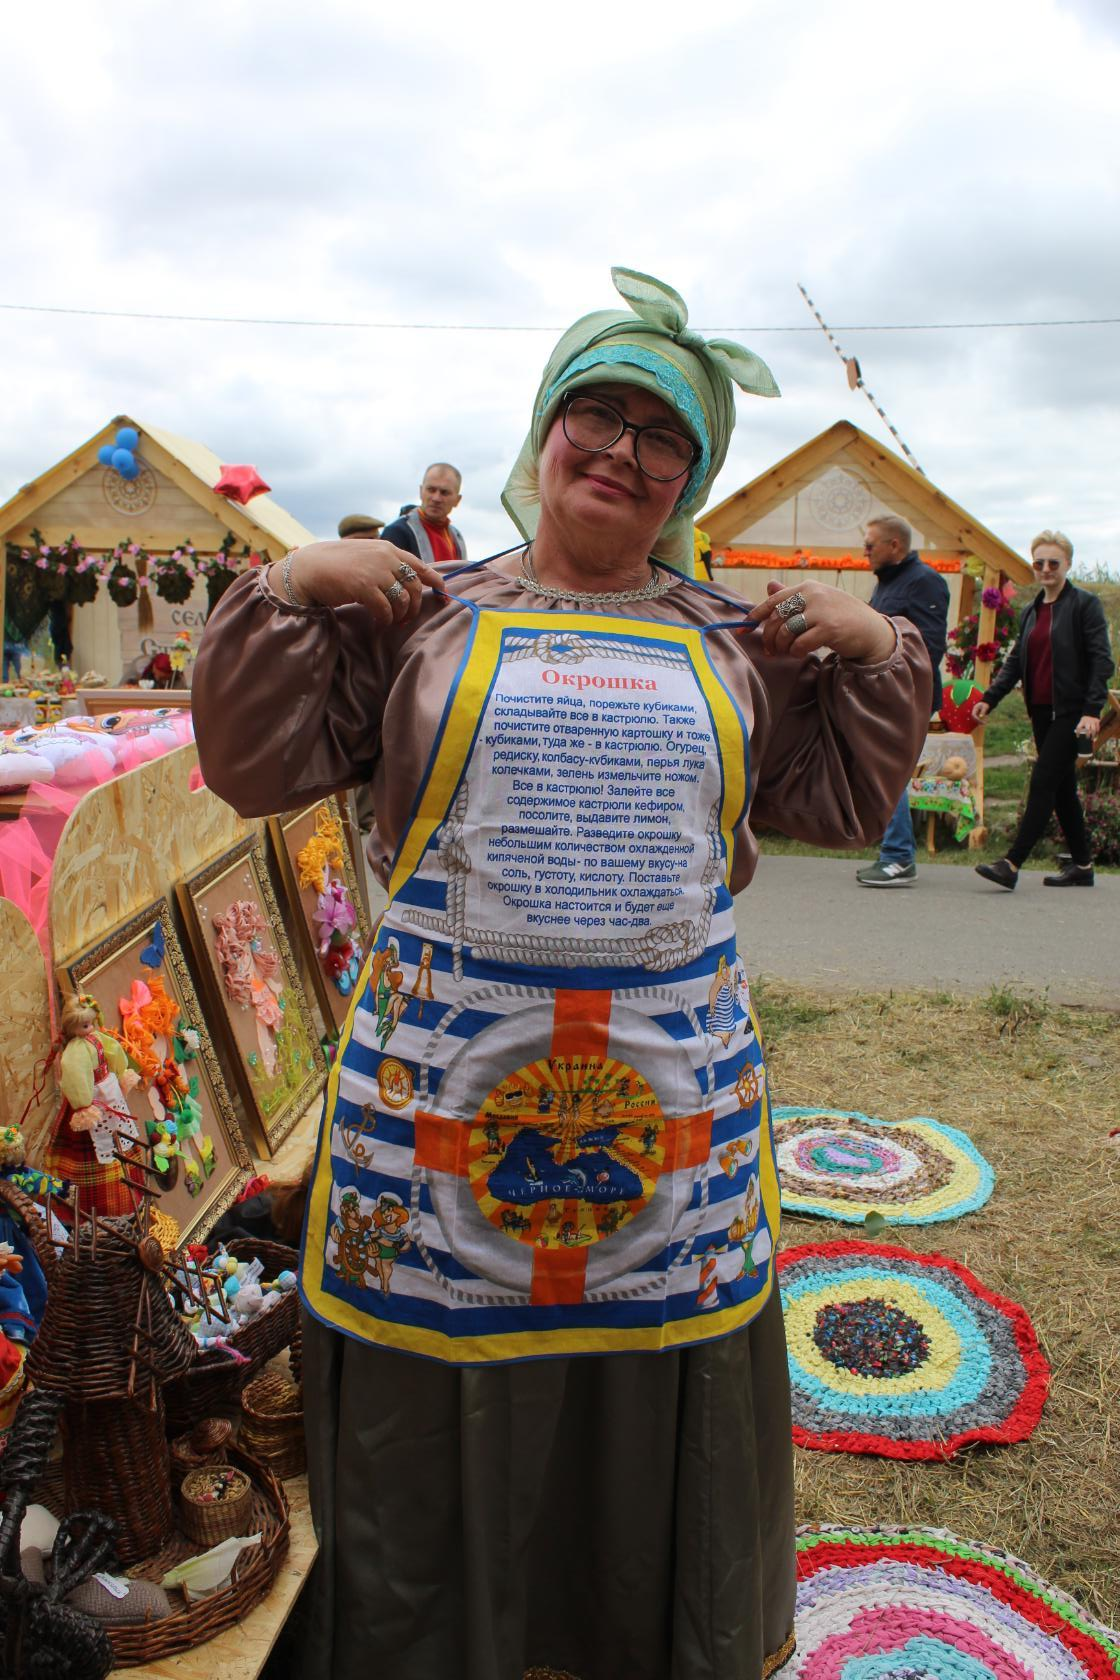 СЕЛ
Окрошка
Почистите яйца, порежьте кубиками,
складывайте все в кастрюлю. Также
почистите отваренную картошку и тоже
- кубиками, туда же - в кастрюлю. Огурец,
редиску, колбасу-кубиками, перья лука
колечками, зелень измельчите ножом.
Все в кастрюлю! Залейте все
содержимое кастрюли кефиром,
посолите, выдавите лимон,
размешайте. Разведите окрошку
небольшим количеством охлажденной
кипяченой воды- по вашему вкусу-на
соль, густоту, кислоту. Поставьте
окрошку в холодильник охлаждаться.
Окрошка настоится и будет еще
вкуснее через час-два.
Украина
Россия
ЧЕРНОЕ МОРЕ